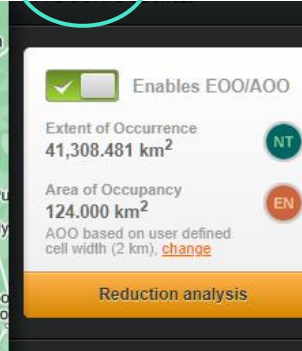 Enables EOO/AOO
Extent of Occurrence
41,308.481 km²
NT
Area of Occupancy
124.000 km²
EN
AOO based on user defined
cell width (2 km), change
Reduction analysis